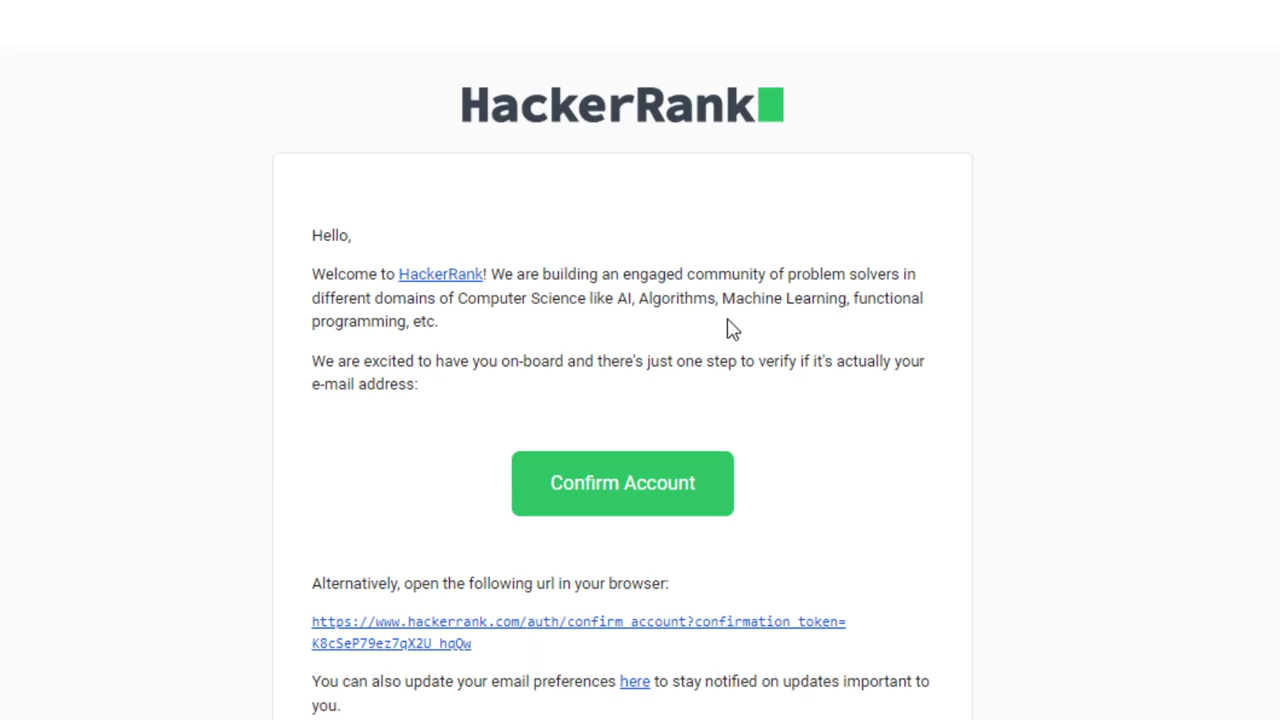 HackerRank
Hello,
Welcome to HackerRank! We are building an engaged community of problem solvers in
different domains of Computer Science like AI, Algorithms, Machine Learning, functional
programming, etc.
We are excited to have you on-board and there's just one step to verify if it's actually your
e-mail address:
Confirm Account
Alternatively, open the following url in your browser:
https://www.hackerrank.com/auth/confirm_account?confirmation_token=
K8cSeP79ez7qX2U_hqQw
You can also update your email preferences here to stay notified on updates important to
you.